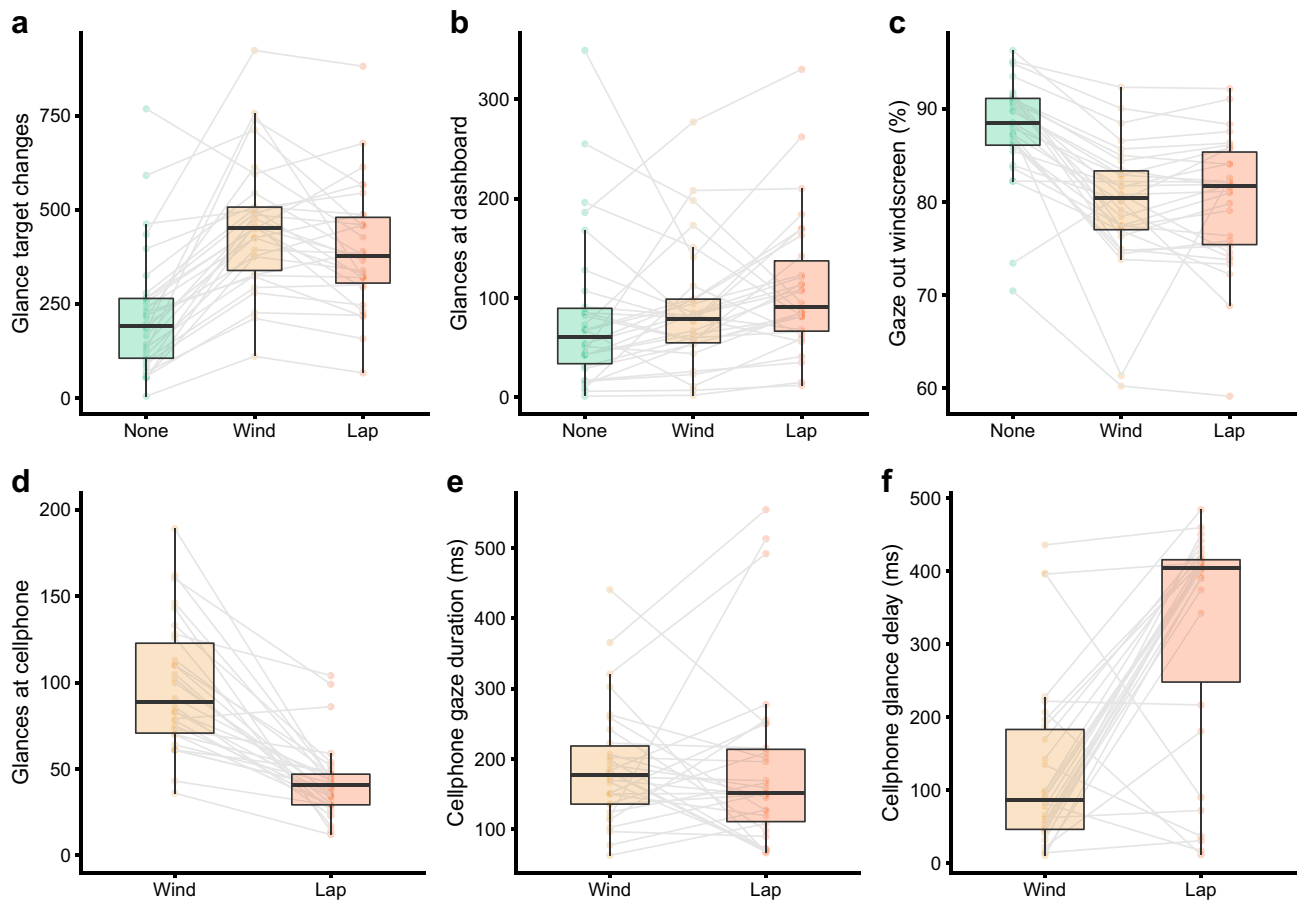 a
Glance target changes
750
500
250
0
None Wind Lap
b
Glances at dashboard
300
200
100
0
None Wind Lap
c
Gaze out windscreen (%)
90
80
70
60
None Wind Lap
d
Glances at cellphone
200
150
100
50
0
Wind Lap
e
Cellphone gaze duration (ms)
500
400
300
200
100
Wind Lap
f
Cellphone glance delay (ms)
500
400
300
200
100
0
Wind Lap